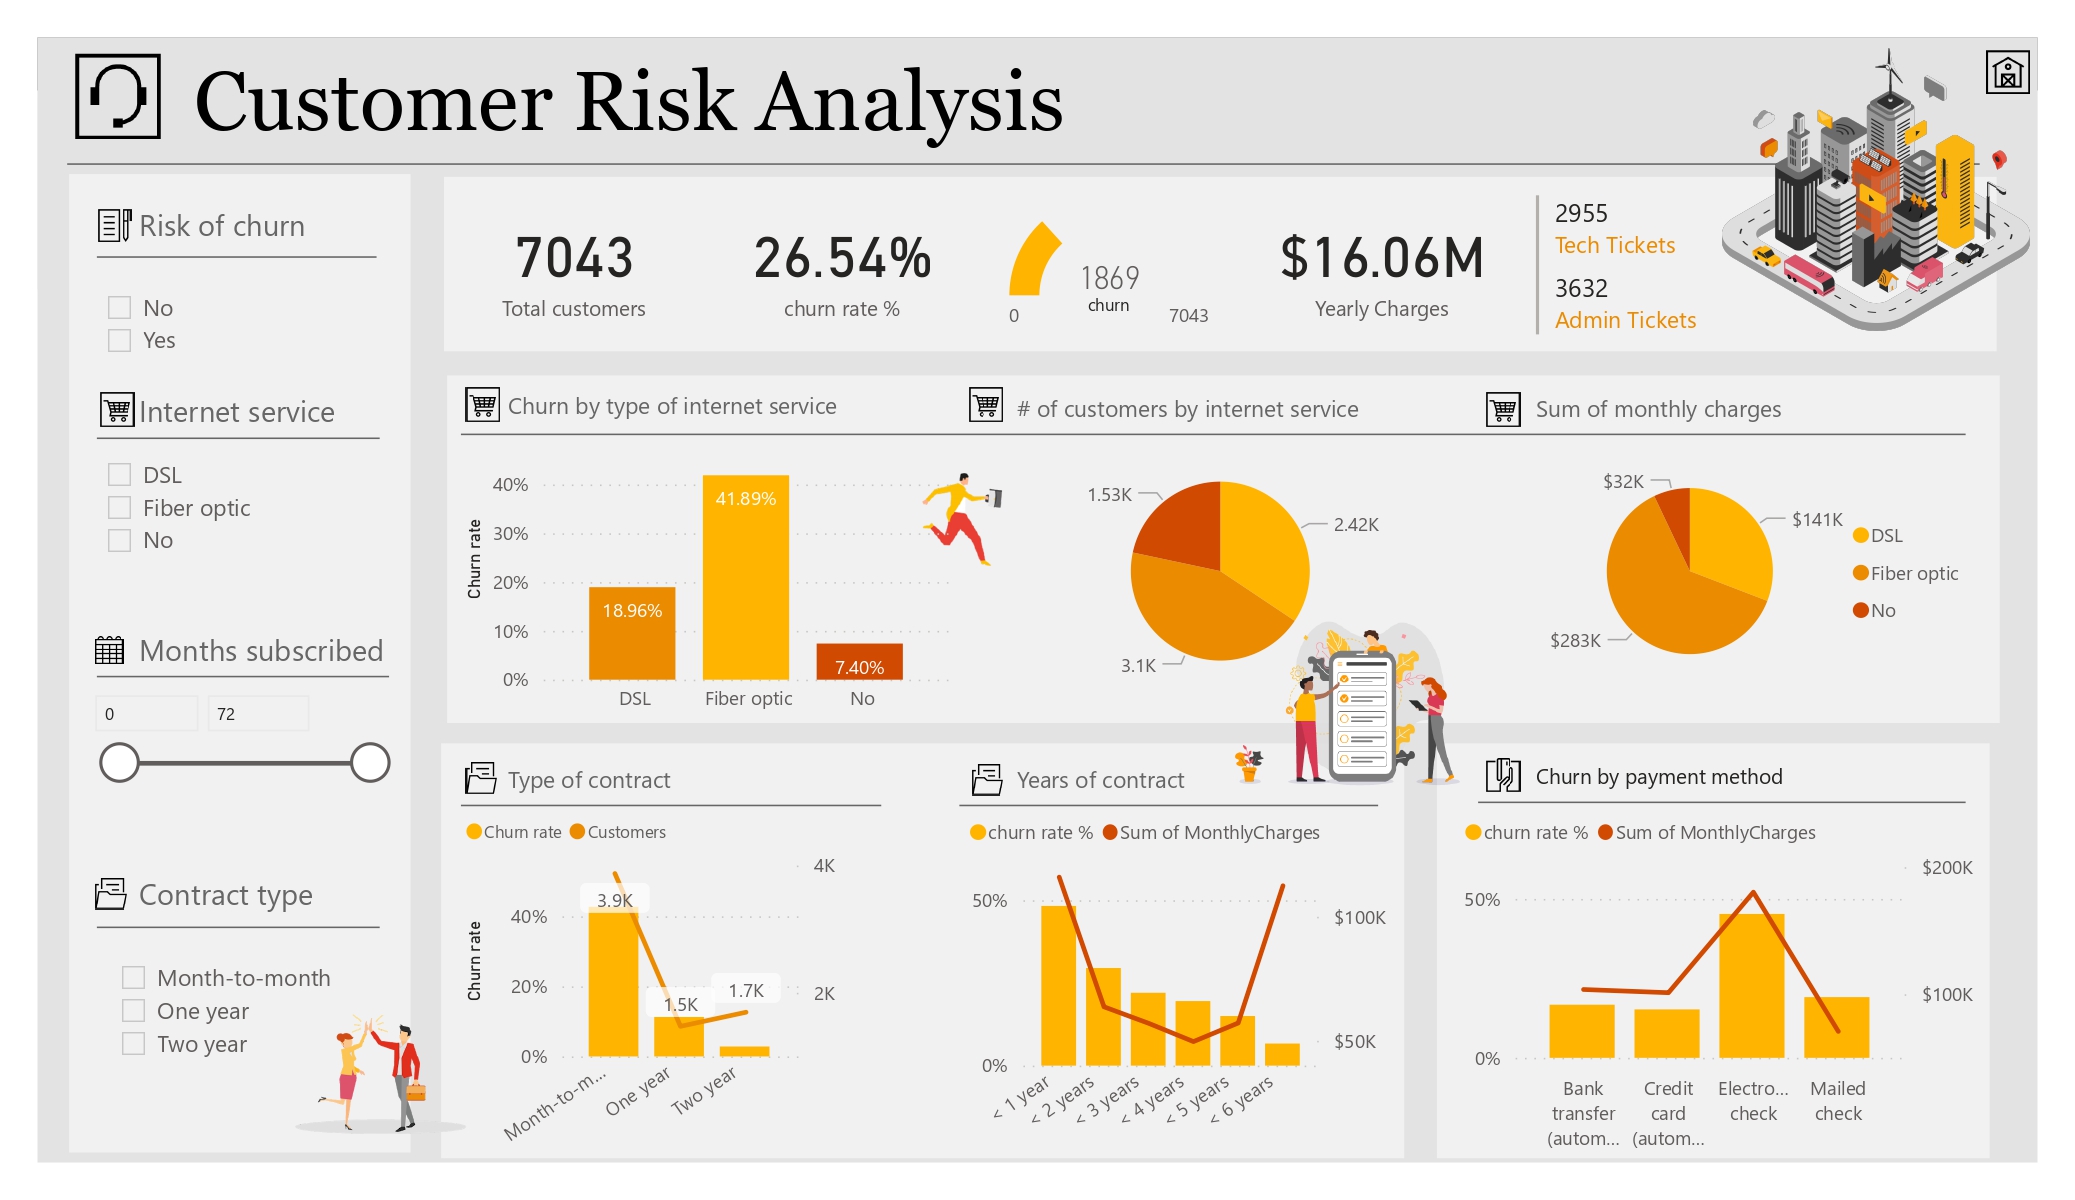 Customer Risk Analysis
Risk of churn
No
Yes
Internet service
DSL
Fiber optic
No
Months subscribed
0 72
Contract type
Month-to-month
One year
Two year
7043
Total customers
26.54%
churn rate %
1869
churn
0 7043
$16.06M
Yearly Charges
2955
Tech Tickets
3632
Admin Tickets
Churn by type of internet service
Churn rate
40%
30%
20%
10%
0%
18.96%
41.89%
7.40%
DSL Fiber optic No
# of customers by internet service
1.53K
2.42K
3.1K
Sum of monthly charges
$32K
$141K
$283K
DSL
Fiber optic
No
Type of contract
Churn rate Customers
Churn rate
40%
20%
0%
4K
2K
3.9K
1.5K
1.7K
Month-to-m...
One year
Two year
Years of contract
churn rate % Sum of MonthlyCharges
50%
0%
$100K
$50K
< 1 year
< 2 years
< 3 years
< 4 years
< 5 years
< 6 years
Churn by payment method
churn rate % Sum of MonthlyCharges
50%
0%
$200K
$100K
Bank
transfer
(autom...
Credit
card
(autom...
Electro...
check
Mailed
check